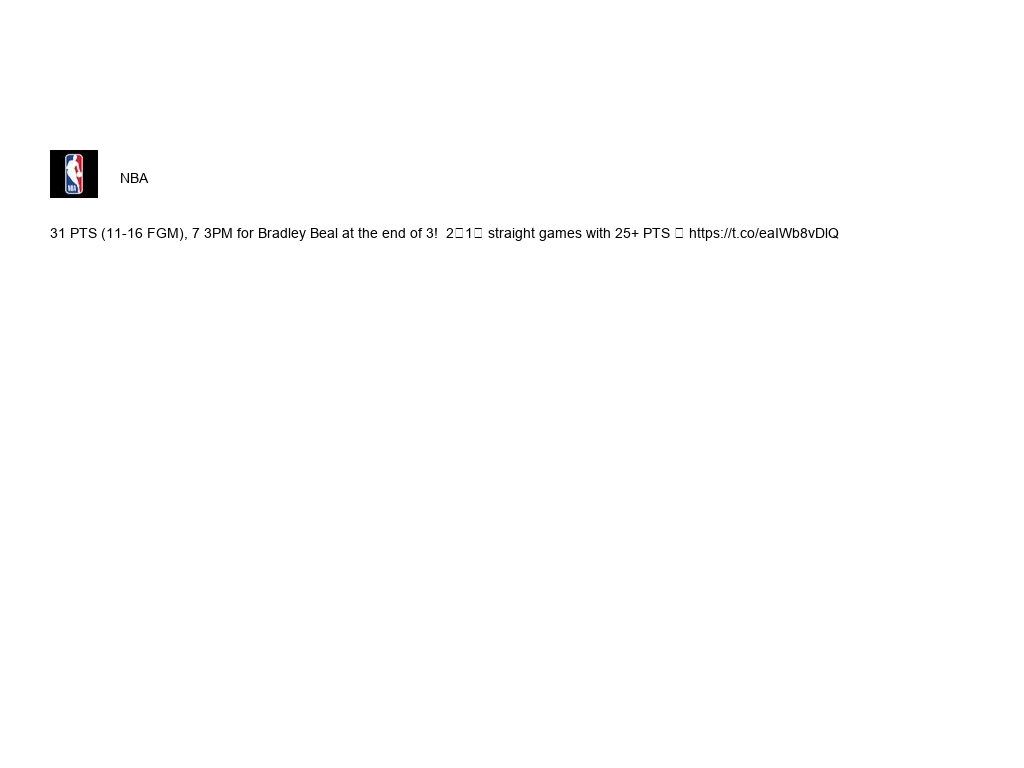 NBA
31 PTS (11-16 FGM), 7 3PM for Bradley Beal at the end of 3!  2□1□ straight games with 25+ PTS □ https://t.co/eaIWb8vDlQ